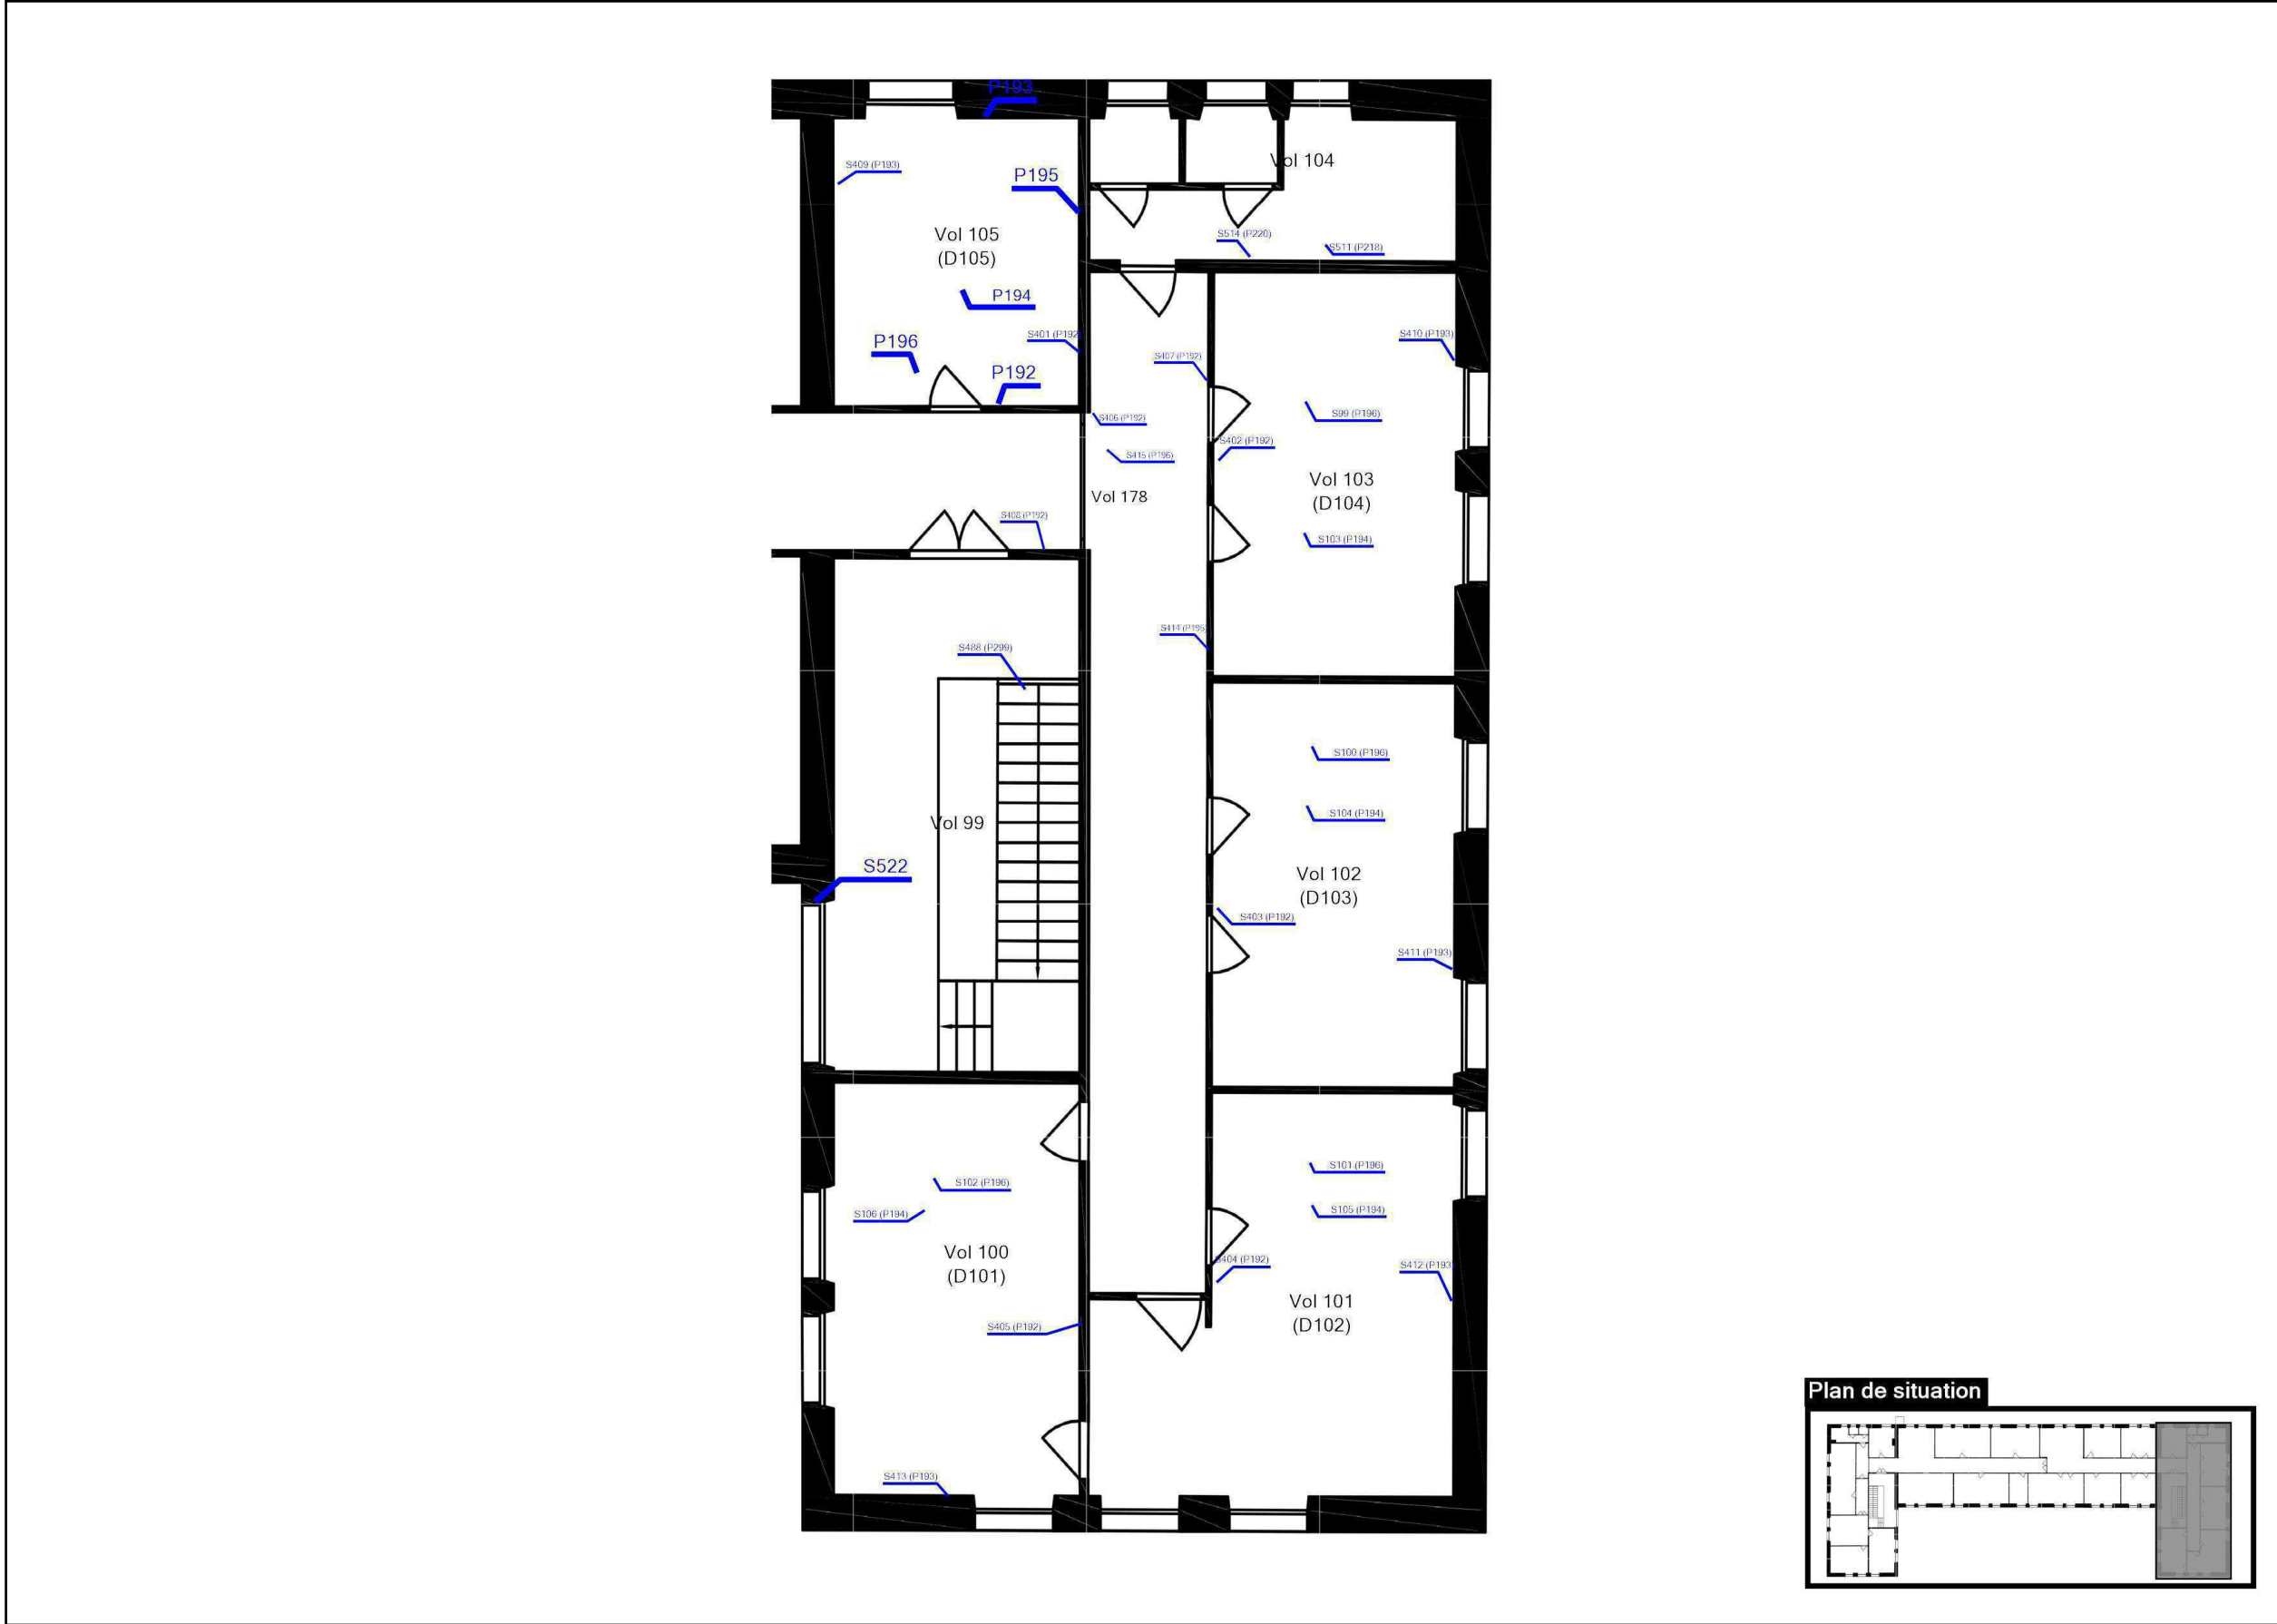 P193
S409 (P193)
Vol 104
P195
Vol 105
(D105)
S514 (P220)
S511 (P218)
P194
S401 (P192)
S410 (P193)
P196
S407 (P192)
P192
S406 (P192)
S99 (P196)
S402 (P192)
S415 (P196)
Vol 103
(D104)
Vol 178
S408 (P192)
S103 (P194)
S414 (P195)
S488 (P299)
S100 (P196)
S104 (P194)
Vol 99
S522
Vol 102
(D103)
S403 (P192)
S411 (P193)
S101 (P196)
S102 (P196)
S106 (P194)
S105 (P194)
Vol 100
(D101)
S404 (P192)
S412 (P193)
Vol 101
(D102)
S405 (P192)
Plan de situation
S413 (P193)